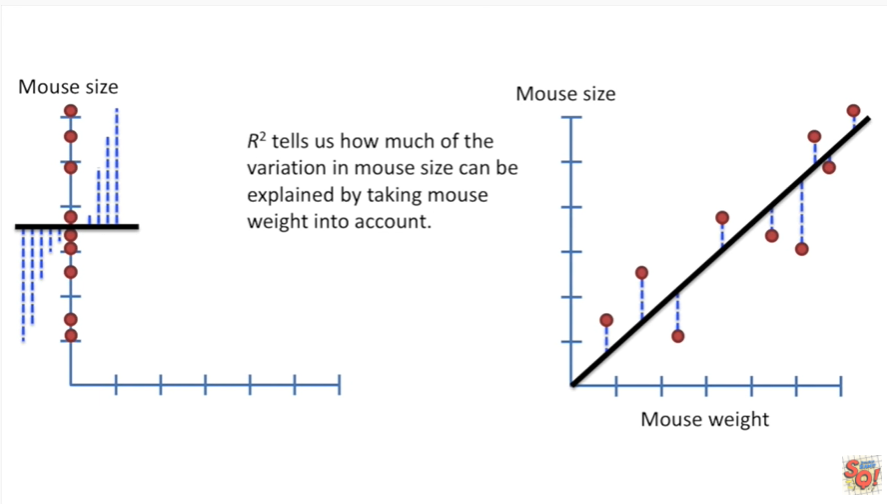 Mouse size
R² tells us how much of the
variation in mouse size can be
explained by taking mouse
weight into account.
Mouse size
Mouse weight